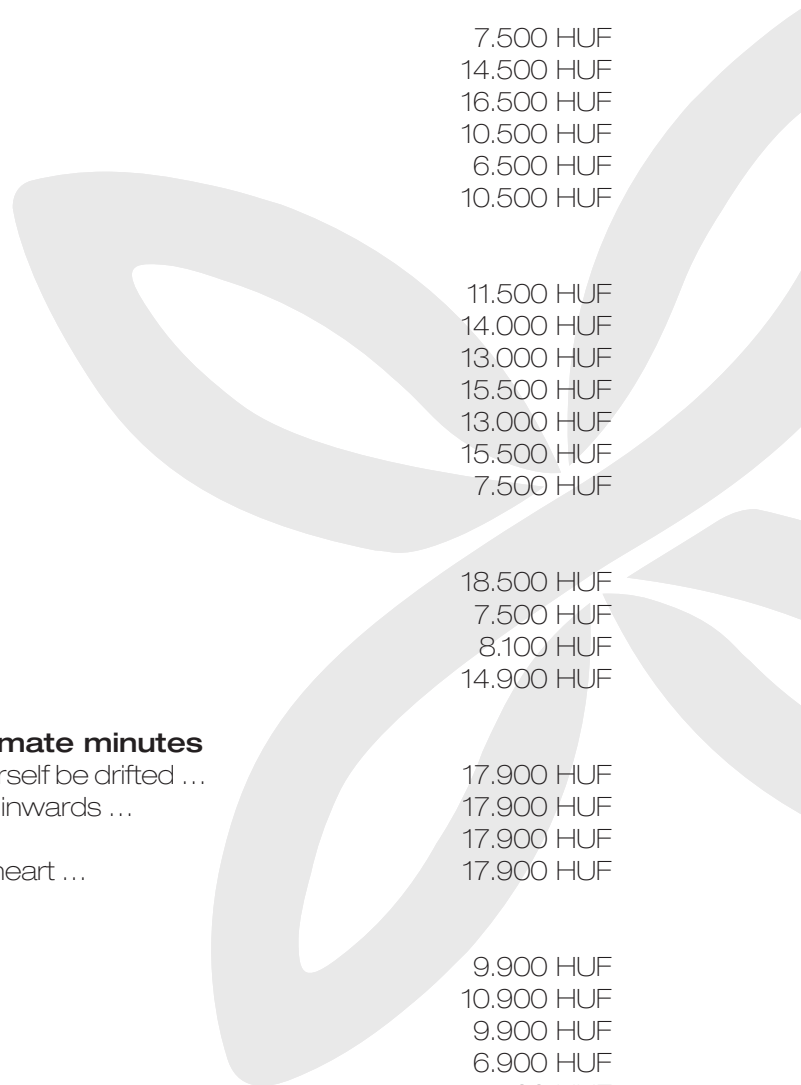 7.500 HUF
14.500 HUF
16.500 HUF
10.500 HUF
6.500 HUF
10.500 HUF
11.500 HUF
14.000 HUF
13.000 HUF
15.500 HUF
13.000 HUF
15.500 HUF
7.500 HUF
18.500 HUF
7.500 HUF
8.100 HUF
14.900 HUF
mate minutes
rself be drifted ... 17.900 HUF
inwards ... 17.900 HUF
17.900 HUF
heart ... 17.900 HUF
9.900 HUF
10.900 HUF
9.900 HUF
6.900 HUF